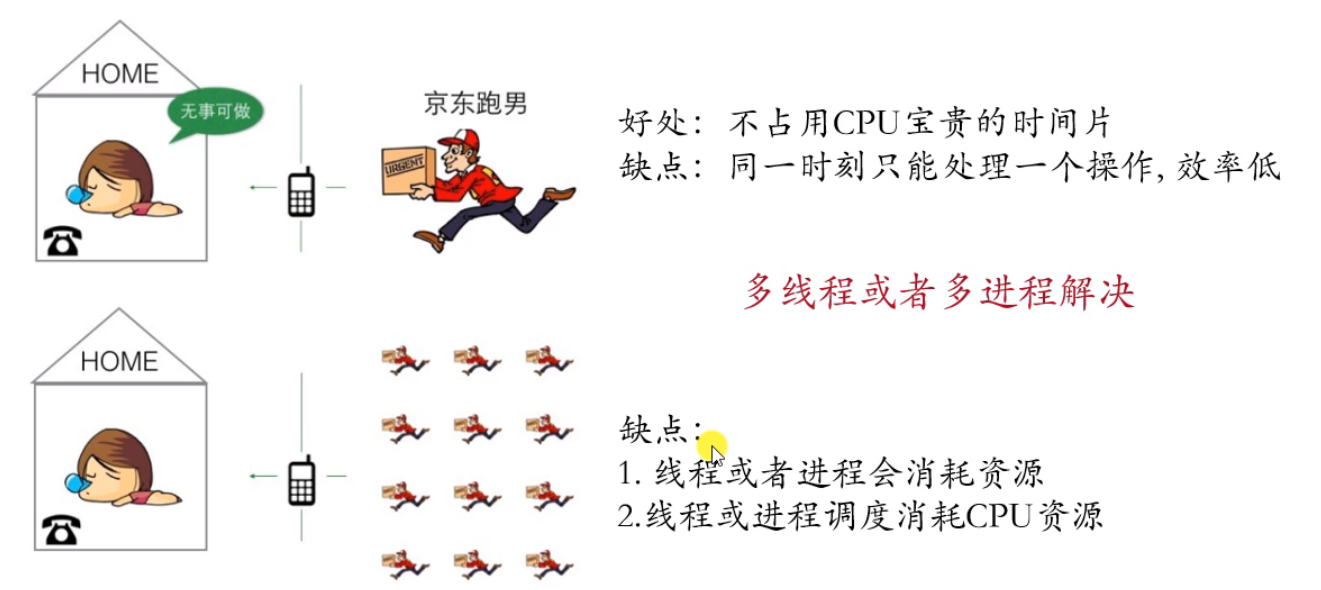 HOME
无事可做
京东跑男
URGENT
好处：不占用CPU宝贵的时间片
缺点：同一时刻只能处理一个操作, 效率低
多线程或者多进程解决
HOME
缺点：
1. 线程或者进程会消耗资源
2.线程或进程调度消耗CPU资源